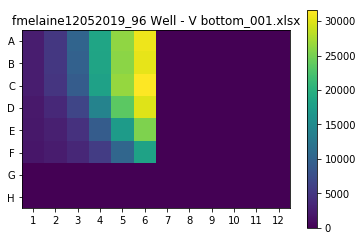 fmelaine12052019_96 Well - V bottom_001.xlsx
A
B
C
D
E
F
G
H
1 2 3 4 5 6 7 8 9 10 11 12
30000
25000
20000
15000
10000
5000
0